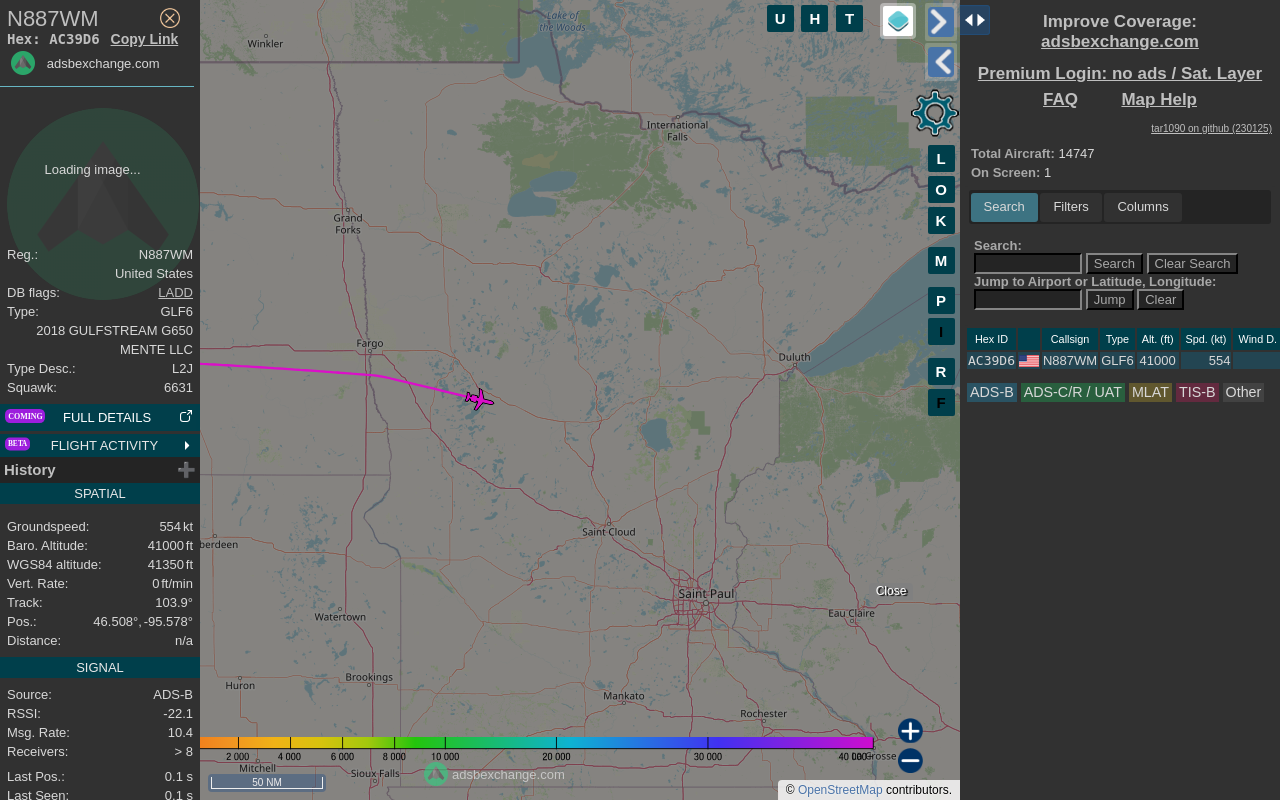 N887WM
Hex: AC39D6 Copy Link
adsbexchange.com
Loading image...
Reg.: N887WM
United States
DB flags: LADD
Type: GLF6
2018 GULFSTREAM G650
MENTE LLC
Type Desc.: L2J
Squawk: 6631
COMING FULL DETAILS
BETA FLIGHT ACTIVITY
History
SPATIAL
Groundspeed: 554 kt
Baro. Altitude: 41000 ft
WGS84 altitude: 41350 ft
Vert. Rate: 0 ft/min
Track: 103.9°
Pos.: 46.508°, -95.578°
Distance: n/a
SIGNAL
Source: ADS-B
RSSI: -22.1
Msg. Rate: 10.4
Receivers: > 8
Last Pos.: 0.1 s
Last Seen: 0.1 s
Lake of
the Woods
Winkler
International
Falls
Grand
Forks
Fargo
Duluth
Saint Cloud
berdeen
Saint Paul
Close
Watertown
Eau Claire
Huron
Brookings
Mankato
Rochester
2 000 4 000 6 000 8 000 10 000 20 000 30 000 40 000
Crosse
Mitchell
Sioux Falls
50 NM
adsbexchange.com
© OpenStreetMap contributors.
U H T
L
O
K
M
P
I
R
F
Improve Coverage:
adsbexchange.com
Premium Login: no ads / Sat. Layer
FAQ Map Help
tar1090 on github (230125)
Total Aircraft: 14747
On Screen: 1
Search Filters Columns
Search:
Search Clear Search
Jump to Airport or Latitude, Longitude:
Jump Clear
Hex ID Callsign Type Alt. (ft) Spd. (kt) Wind D.
AC39D6 N887WM GLF6 41000 554
ADS-B ADS-C/R / UAT MLAT TIS-B Other